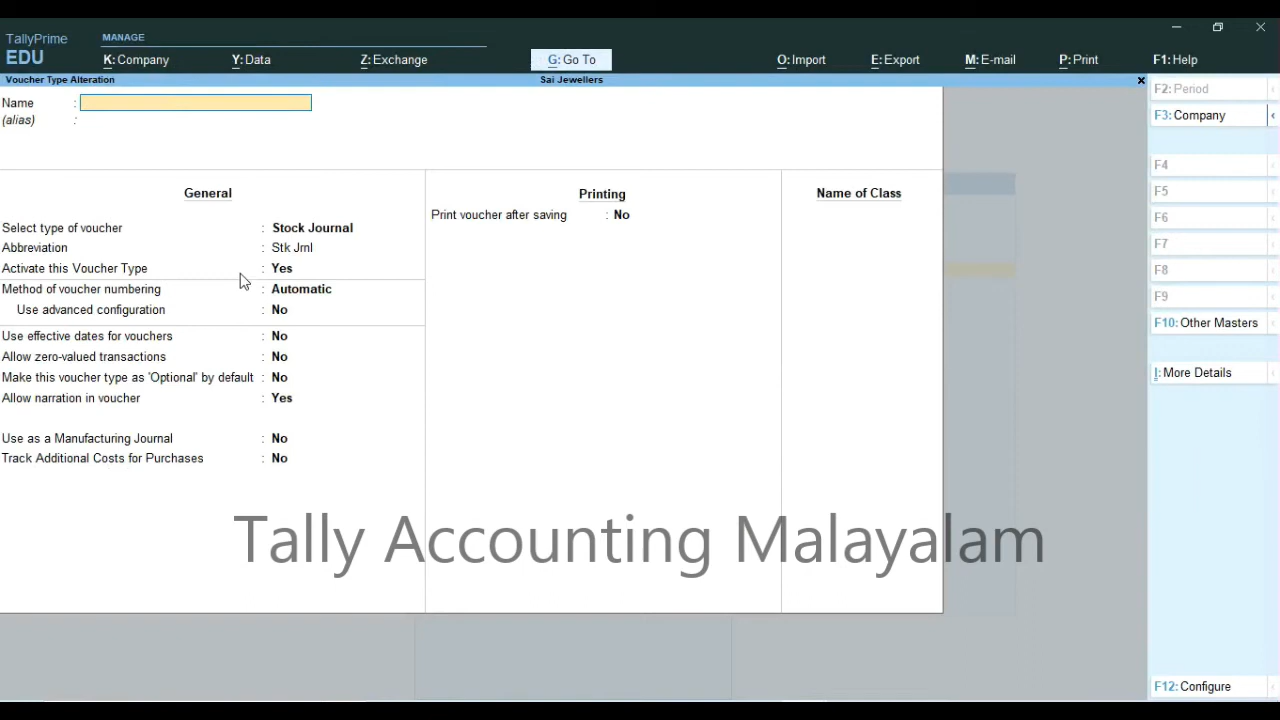 TallyPrime
EDU
MANAGE
K: Company
Y: Data
Z: Exchange
G: Go To
O: Import
E: Export
M: E-mail
P: Print
F1: Help
Voucher Type Alteration
Sai Jewellers
Name :
(alias) :
General
Select type of voucher : Stock Journal
Abbreviation : Stk Jrnl
Activate this Voucher Type : Yes
Method of voucher numbering : Automatic
Use advanced configuration : No
Use effective dates for vouchers : No
Allow zero-valued transactions : No
Make this voucher type as 'Optional' by default : No
Allow narration in voucher : Yes
Use as a Manufacturing Journal : No
Track Additional Costs for Purchases : No
Printing
Print voucher after saving : No
Name of Class
F2: Period
F3: Company
F4
F5
F6
F7
F8
F9
F10: Other Masters
I: More Details
F12: Configure
Tally Accounting Malayalam